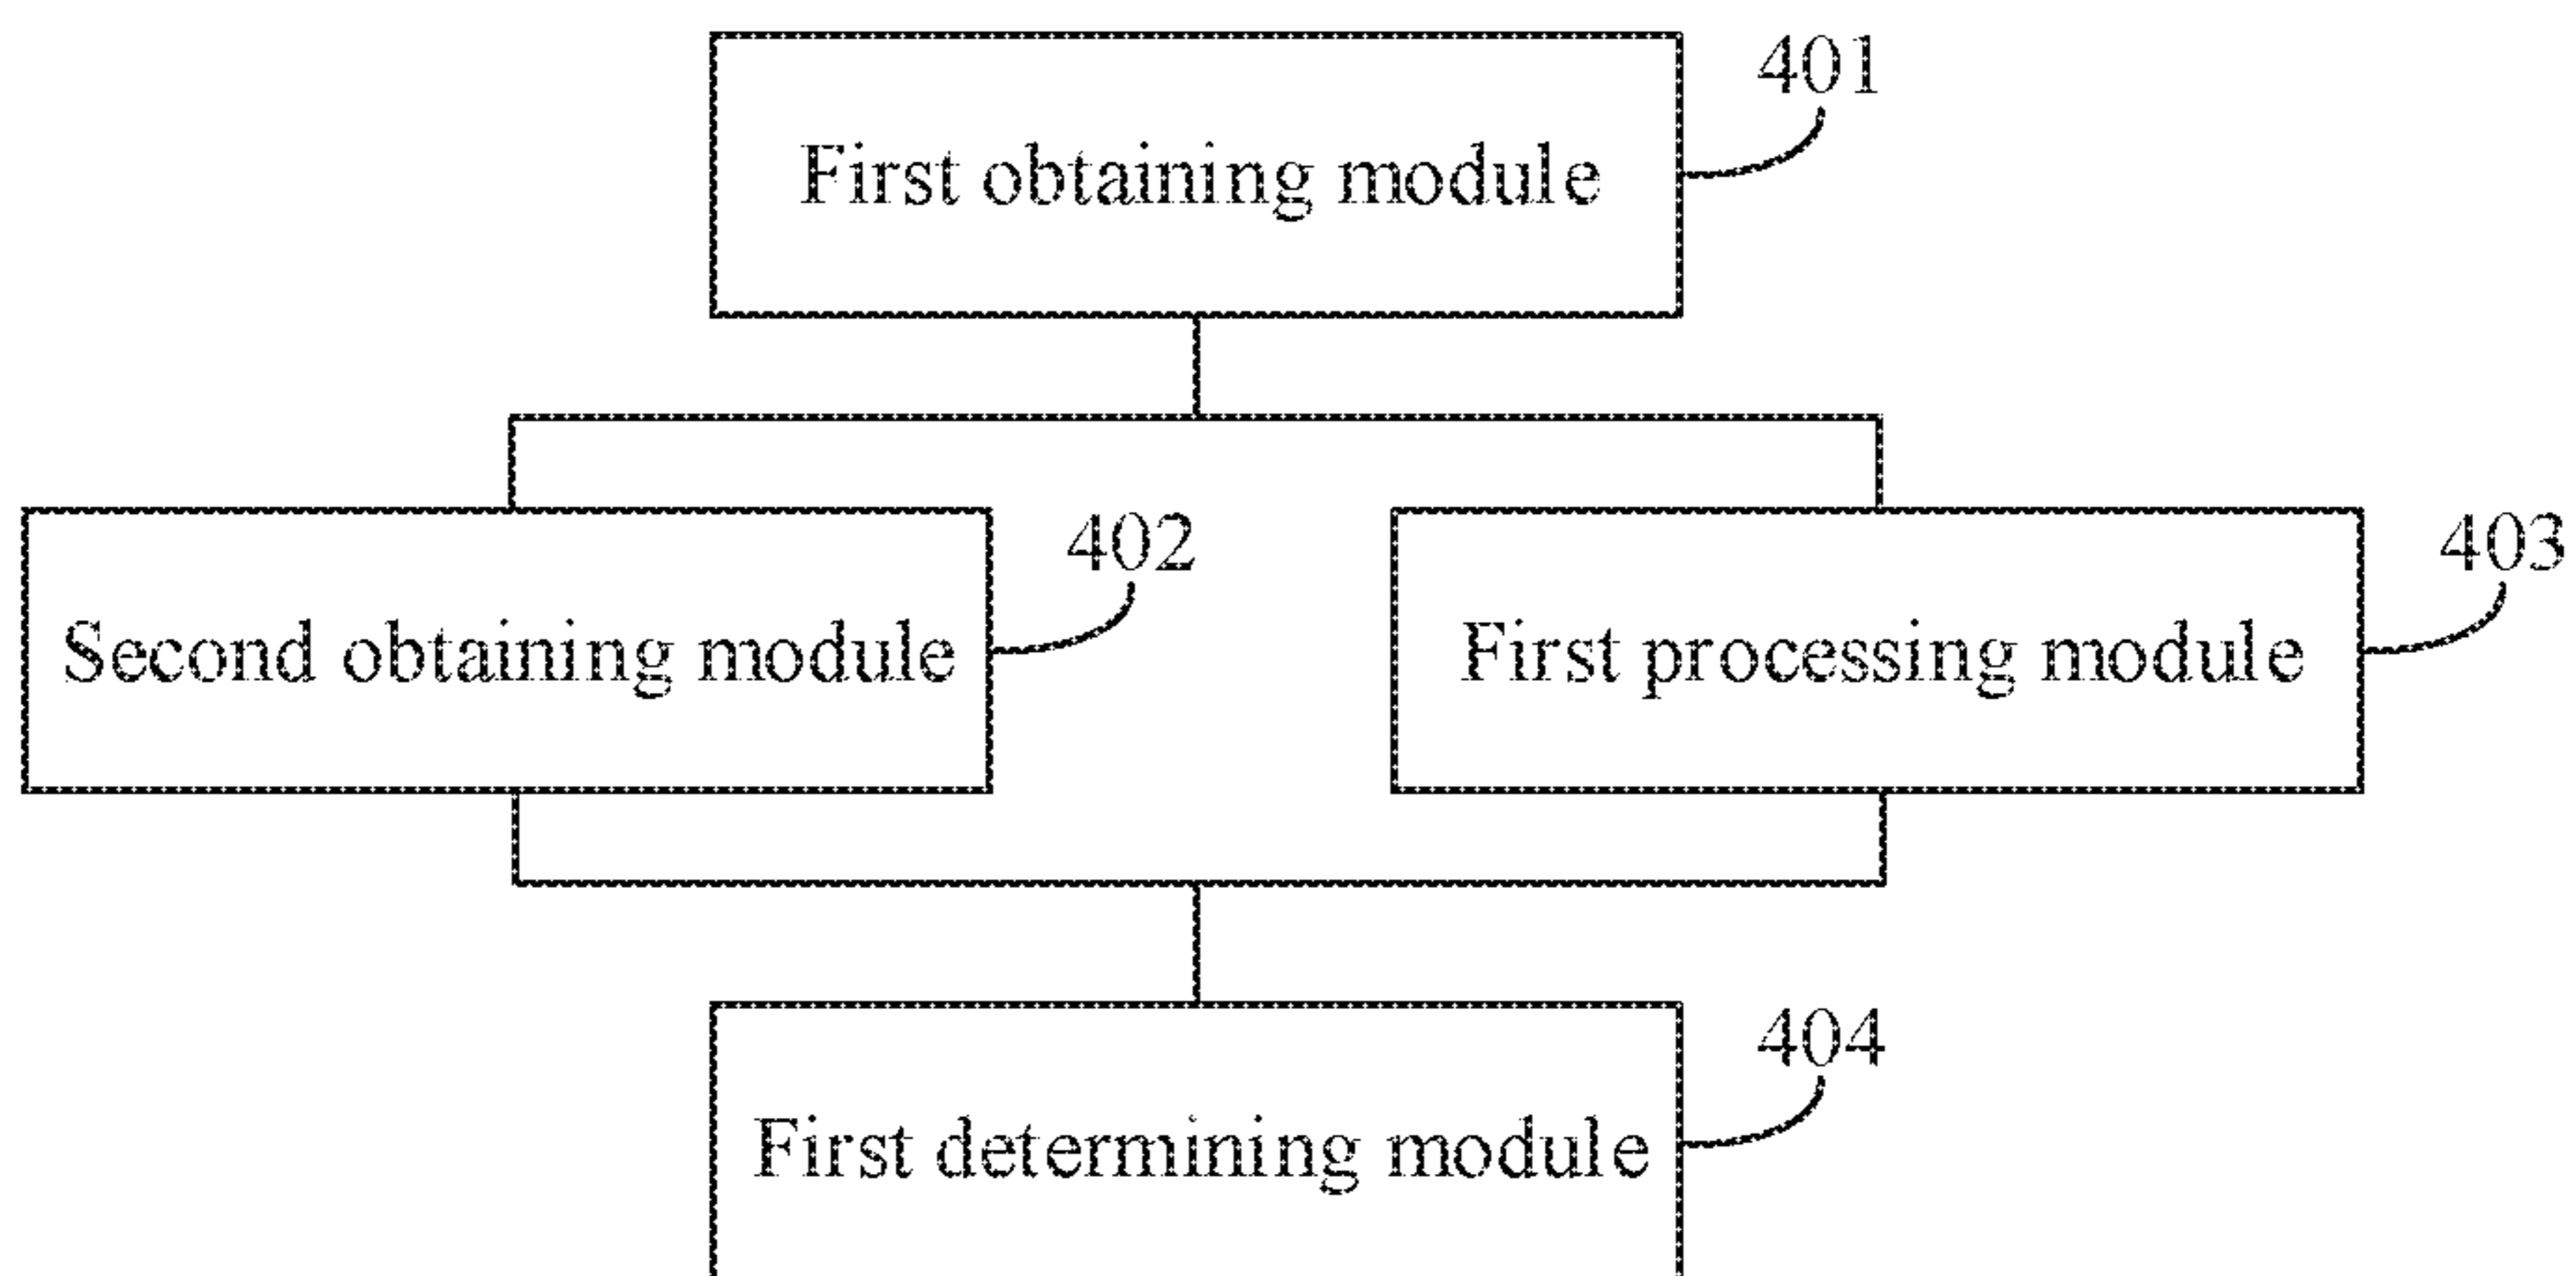 401
First obtaining module
402
403
Second obtaining module
First processing module
404
First determining module